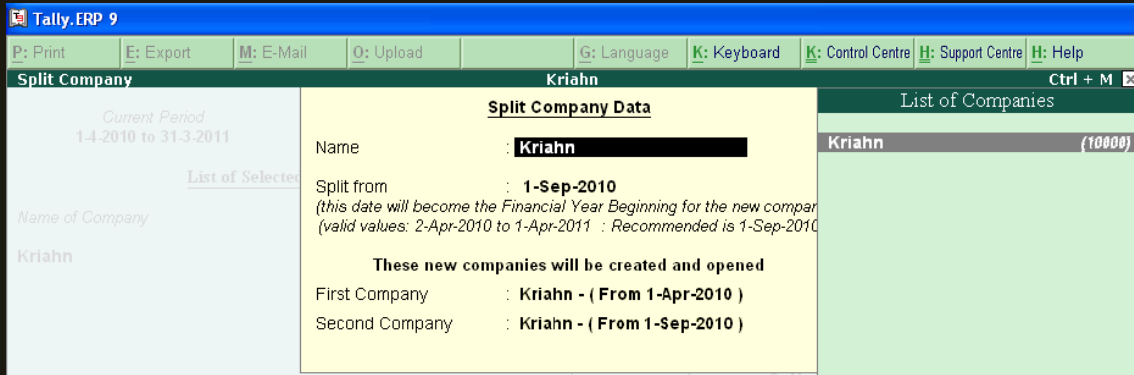 Tally.ERP 9
P: Print E: Export M: E-Mail O: Upload G: Language K: Keyboard K: Control Centre H: Support Centre H: Help
Split Company Kriahn Ctrl + M
List of Companies
Kriahn (10000)
Current Period
1-4-2010 to 31-3-2011
List of Selected
Name of Company
Kriahn
Split Company Data
Name : Kriahn
Split from : 1-Sep-2010
(this date will become the Financial Year Beginning for the new compar
(valid values: 2-Apr-2010 to 1-Apr-2011 : Recommended is 1-Sep-2010
These new companies will be created and opened
First Company : Kriahn - ( From 1-Apr-2010 )
Second Company : Kriahn - ( From 1-Sep-2010 )